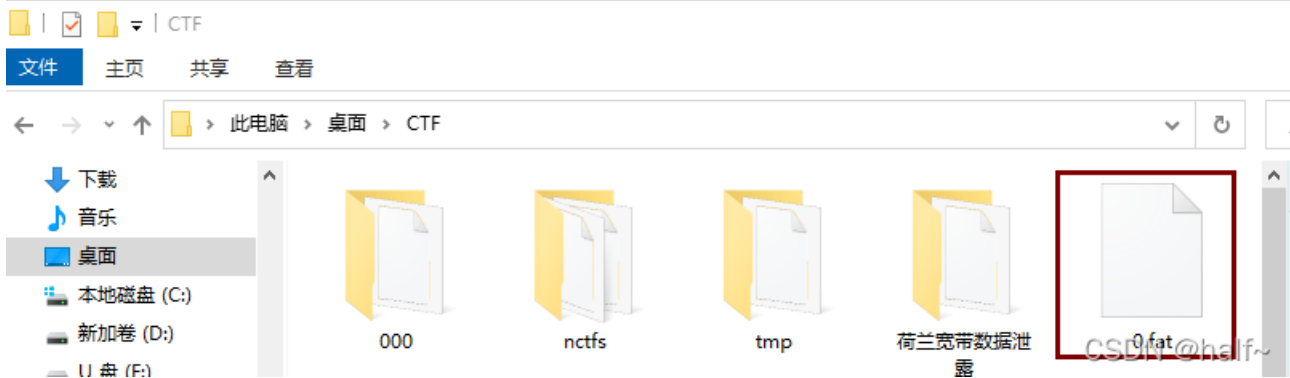 CTF
文件 主页 共享 查看
此电脑 桌面 CTF
下载
音乐
桌面
本地磁盘 (C:)
新加卷 (D:)
U 盘 (F:)
000
nctfs
tmp
荷兰宽带数据泄
露
0.fat
CSDN @half~